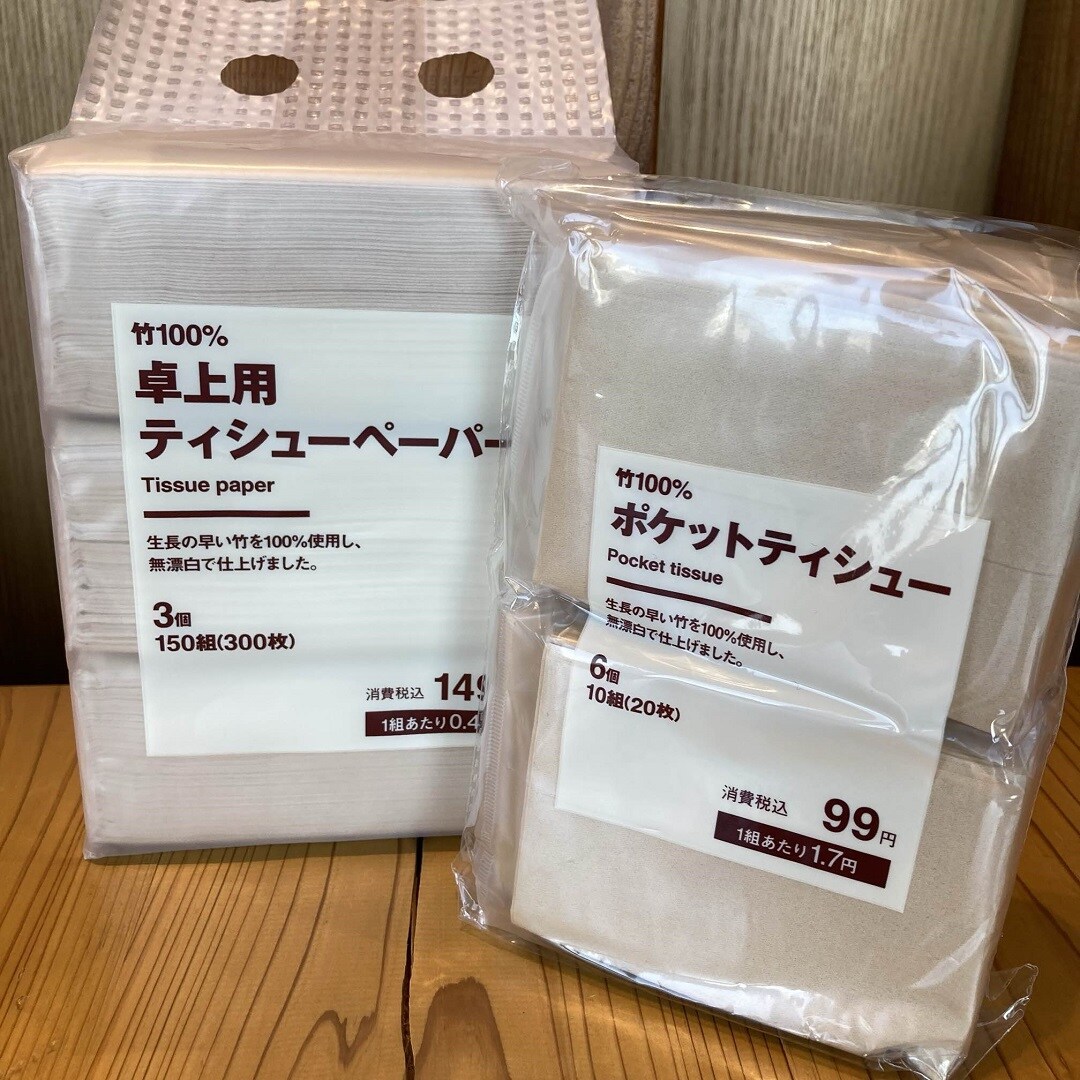 竹100%
卓上用
ティシューペーパー
Tissue paper
生長の早い竹を100%使用し、
無漂白で仕上げました。
3個
150組(300枚)
消費税込 149
1組あたり0.4
竹100%
ポケットティシュー
Pocket tissue
生長の早い竹を100%使用し、
無漂白で仕上げました。
6個
10組(20枚)
消費税込 99円
1組あたり1.7円